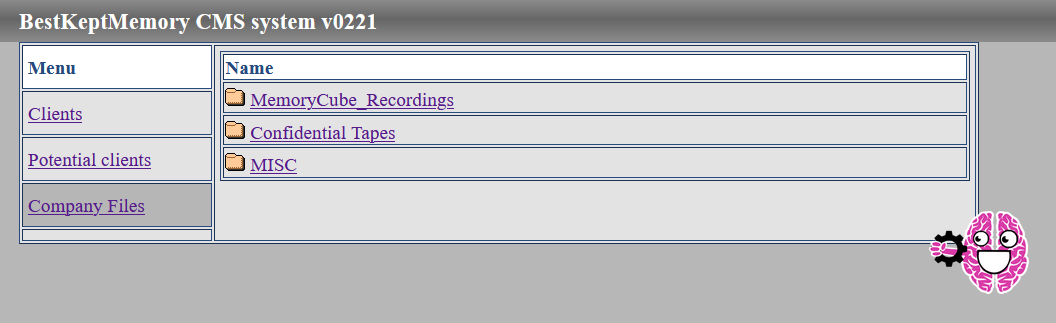 BestKeptMemory CMS system v0221
Menu
Clients
Potential clients
Company Files
Name
MemoryCube_Recordings
Confidential Tapes
MISC